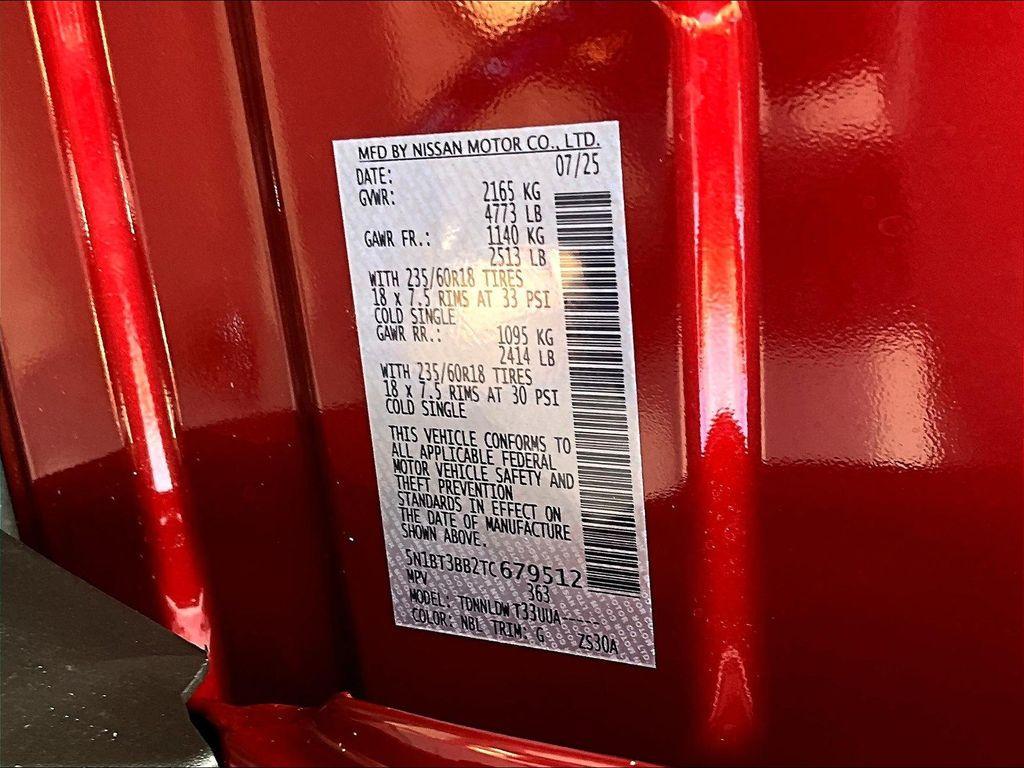 MFD BY NISSAN MOTOR CO., LTD.
DATE: 07/25
GVWR: 2165 KG
4773 LB
GAWR FR.: 1140 KG
2513 LB
WITH 235/60R18 TIRES
18 X 7.5 RIMS AT 33 PSI
COLD SINGLE
GAWR RR.: 1095 KG
2414 LB
WITH 235/60R18 TIRES
18 X 7.5 RIMS AT 30 PSI
COLD SINGLE
THIS VEHICLE CONFORMS TO
ALL APPLICABLE FEDERAL
MOTOR VEHICLE SAFETY AND
THEFT PREVENTION
STANDARDS IN EFFECT ON
THE DATE OF MANUFACTURE
SHOWN ABOVE.
5N1BT3BB2TC679512
MPV 363
MODEL: TDNNLDW T33UUA-----
COLOR: NBL TRIM: G ZS30A